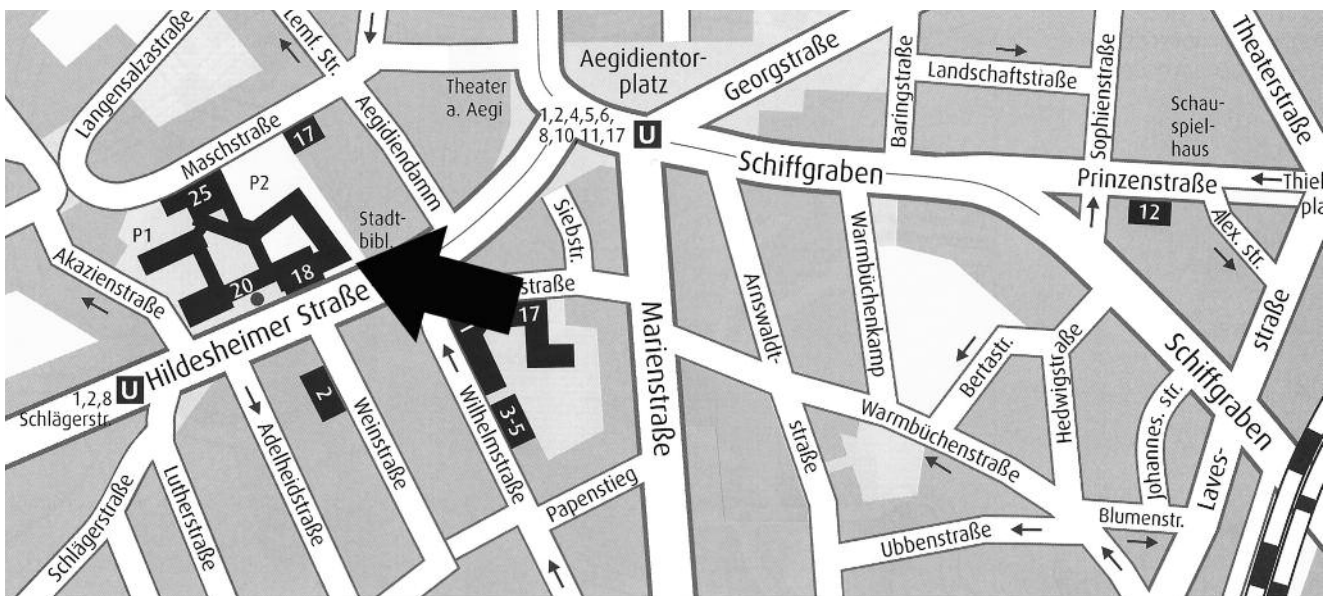 Langensalzastraße
Lemf. Str.
Maschstraße
Aegidiendamm
Theater
a. Aegi
Aegidientor-
platz
1,2,4,5,6,
8,10,11,17
U
Georgstraße
Baringstraße
Landschaftstraße
Sophienstraße
Schau-
spiel-
haus
Theaterstraße
Schiffgraben
Prinzenstraße
12
Alex. str.
17
25
P2
P1
Stadt-
bibl.
20
18
Akazienstraße
Hildesheimer Straße
U
1,2,8
Schlägerstr.
Siebstr.
straße
17
3-5
2
Marienstraße
Arnswaldt-
straße
Warmbüchenkamp
Warmbüchenstraße
Bertastr.
Hedwigstraße
Johannes. str.
Schiffgraben
Laves-
straße
Schlägerstraße
Lutherstraße
Adelheidstraße
Weinstraße
Wilhelmstraße
Papenstieg
Ubbenstraße
Blumenstr.